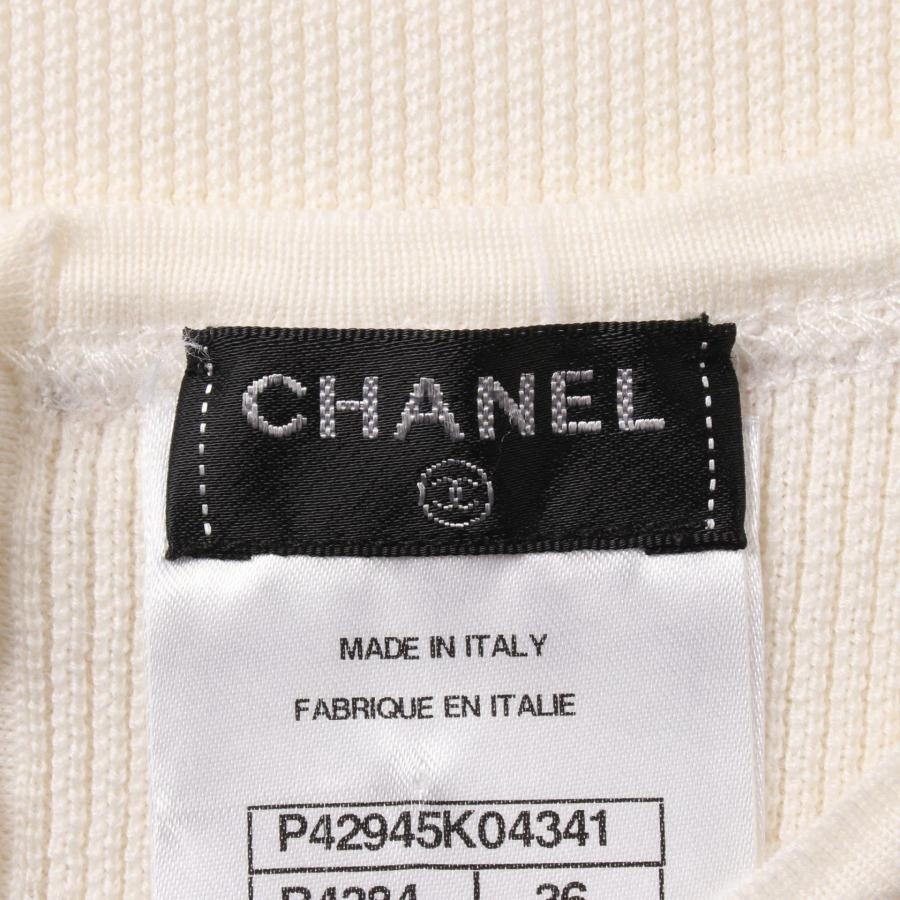 CHANEL
MADE IN ITALY
FABRIQUE EN ITALIE
P42945K04341
36